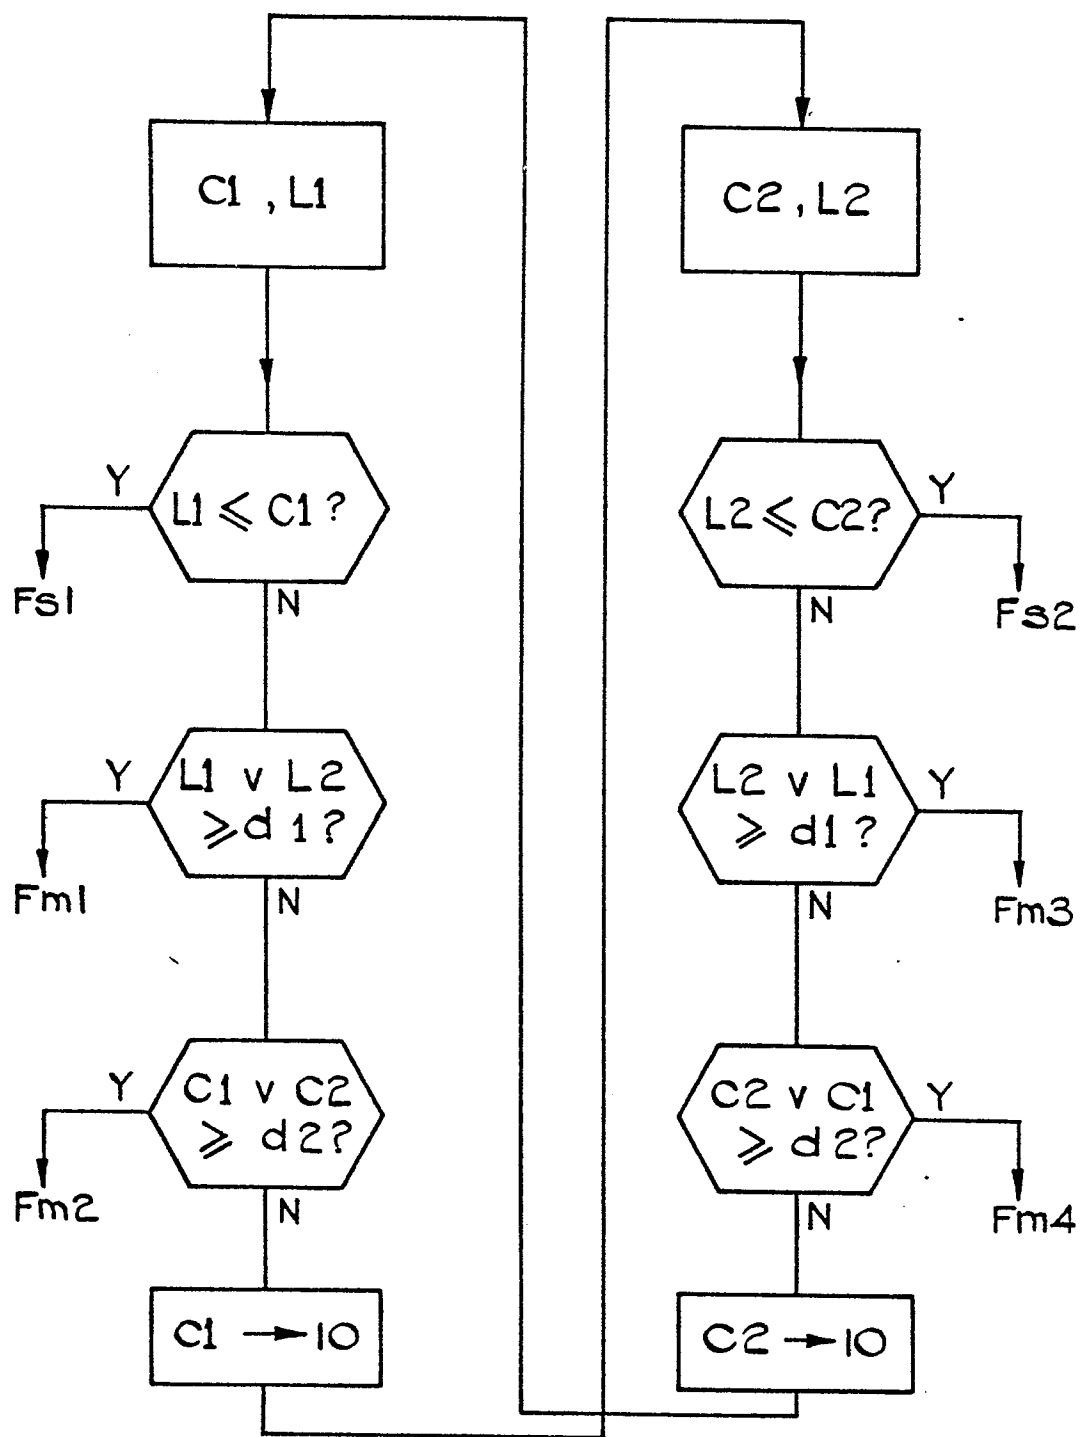 C1 , L1
Y
L1 ⩽ C1 ?
Fs1
N
Y
L1 v L2
⩾ d 1 ?
Fm1
N
Y
C1 v C2
⩾ d2?
Fm2
N
C1 → 10
C2 , L2
L2 ⩽ C2?
Y
Fs2
N
L2 v L1
⩾ d1 ?
Y
Fm3
N
C2 v C1
⩾ d2?
Y
Fm4
N
C2 → 10